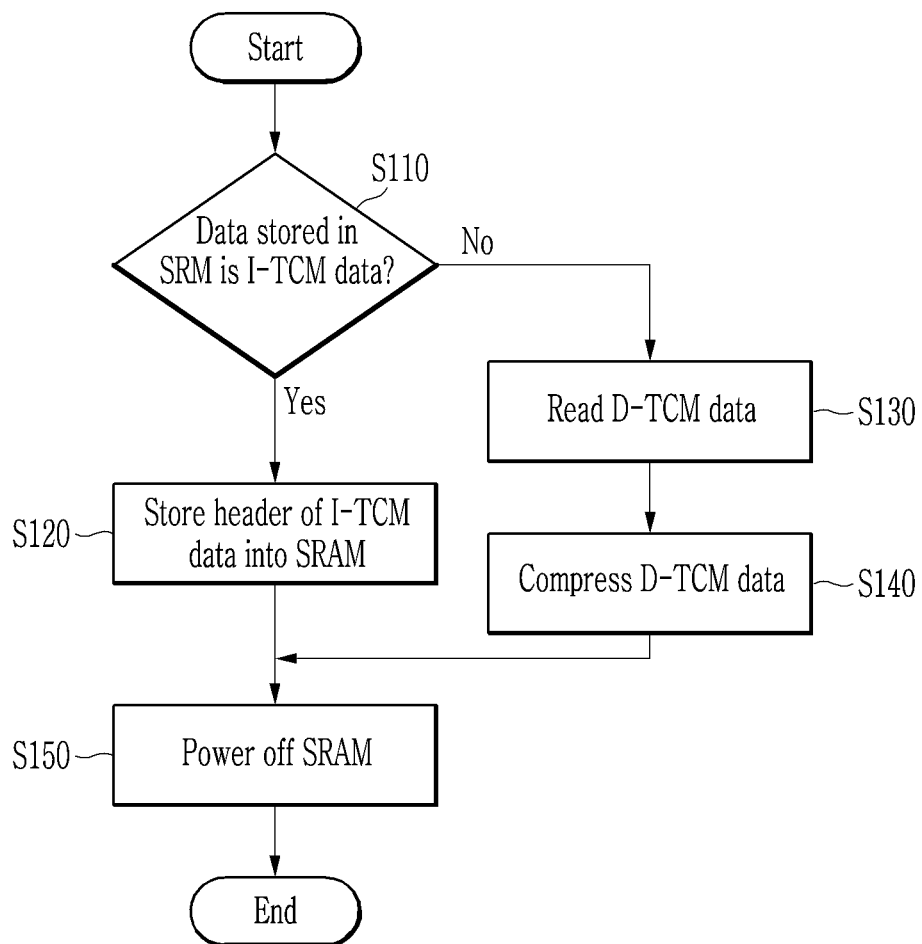 Start
S110
Data stored in
SRM is I-TCM data?
No
Yes
Read D-TCM data
S130
S120
Store header of I-TCM
data into SRAM
Compress D-TCM data
S140
S150
Power off SRAM
End